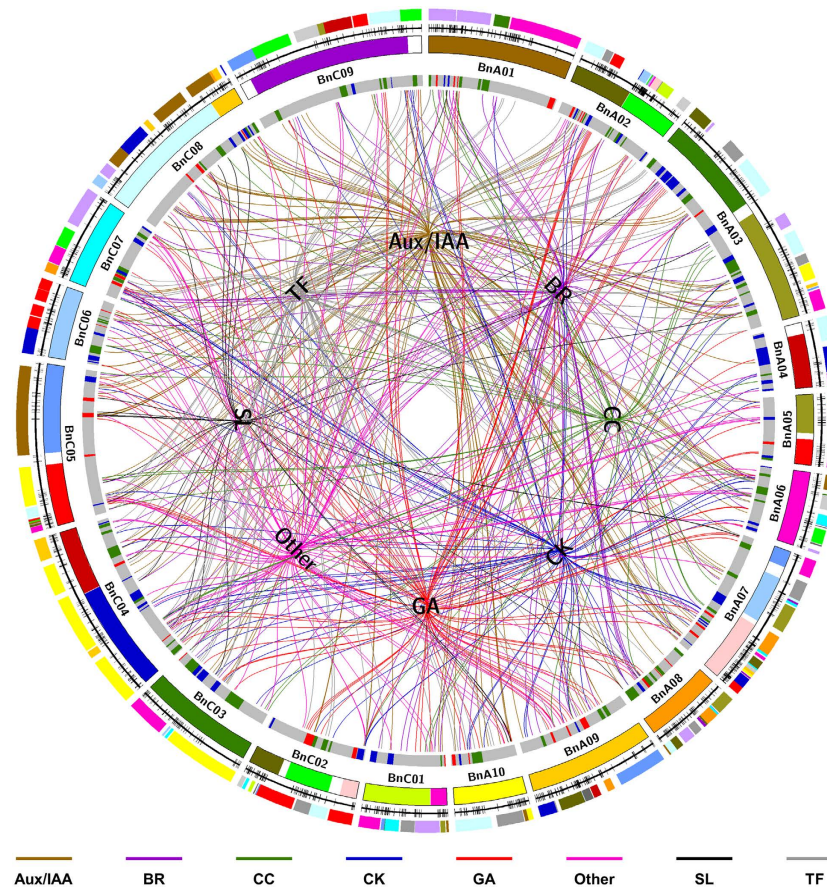 BnC09
BnA01
BnA02
BnC08
BnA03
Aux/IAA
BnC07
TF
BR
BnC06
BnA04
SL
CC
BnA05
BnC05
BnA06
Other
CK
BnA07
BnC04
GA
BnA08
BnC03
BnA09
BnC02
BnC01
BnA10
Aux/IAA BR CC CK GA Other SL TF